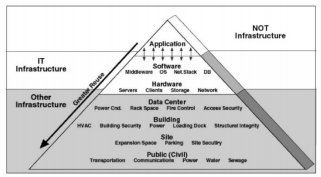 NOT
Infrastructure
Application
IT
Infrastructure
Greater Reuse
Software
Middleware OS Net.Stack DB
Hardware
Servers Clients Storage Network
Other
Infrastructure
Data Center
Power Cnd. Rack Space Fire Control Access Security
Building
HVAC Building Security Power Loading Dock Structural Integrity
Site
Expansion Space Parking Site Secuity
Public (Civil)
Transportation Communications Power Water Sewage